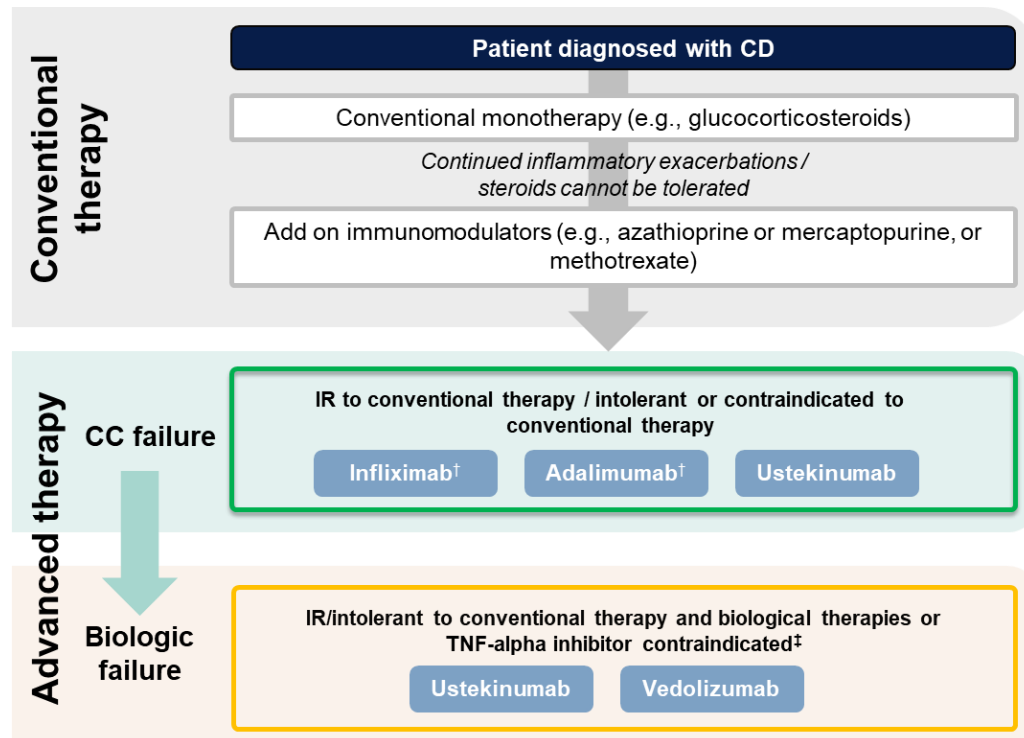 Conventional
therapy
Patient diagnosed with CD
Conventional monotherapy (e.g., glucocorticosteroids)
Continued inflammatory exacerbations /
steroids cannot be tolerated
Add on immunomodulators (e.g., azathioprine or mercaptopurine, or
methotrexate)
Advanced therapy
CC failure
IR to conventional therapy / intolerant or contraindicated to
conventional therapy
Infliximab†
Adalimumab†
Ustekinumab
Biologic
failure
IR/intolerant to conventional therapy and biological therapies or
TNF-alpha inhibitor contraindicated‡
Ustekinumab
Vedolizumab